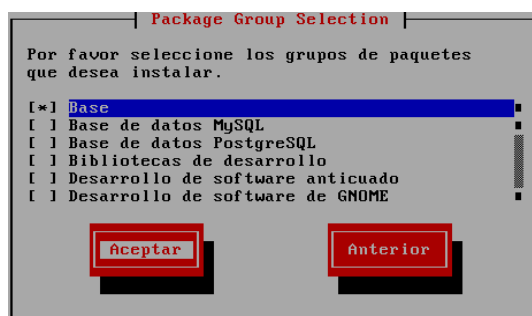 Package Group Selection
Por favor seleccione los grupos de paquetes
que desea instalar.
[*] Base
[ ] Base de datos MySQL
[ ] Base de datos PostgreSQL
[ ] Bibliotecas de desarrollo
[ ] Desarrollo de software anticuado
[ ] Desarrollo de software de GNOME
Aceptar Anterior